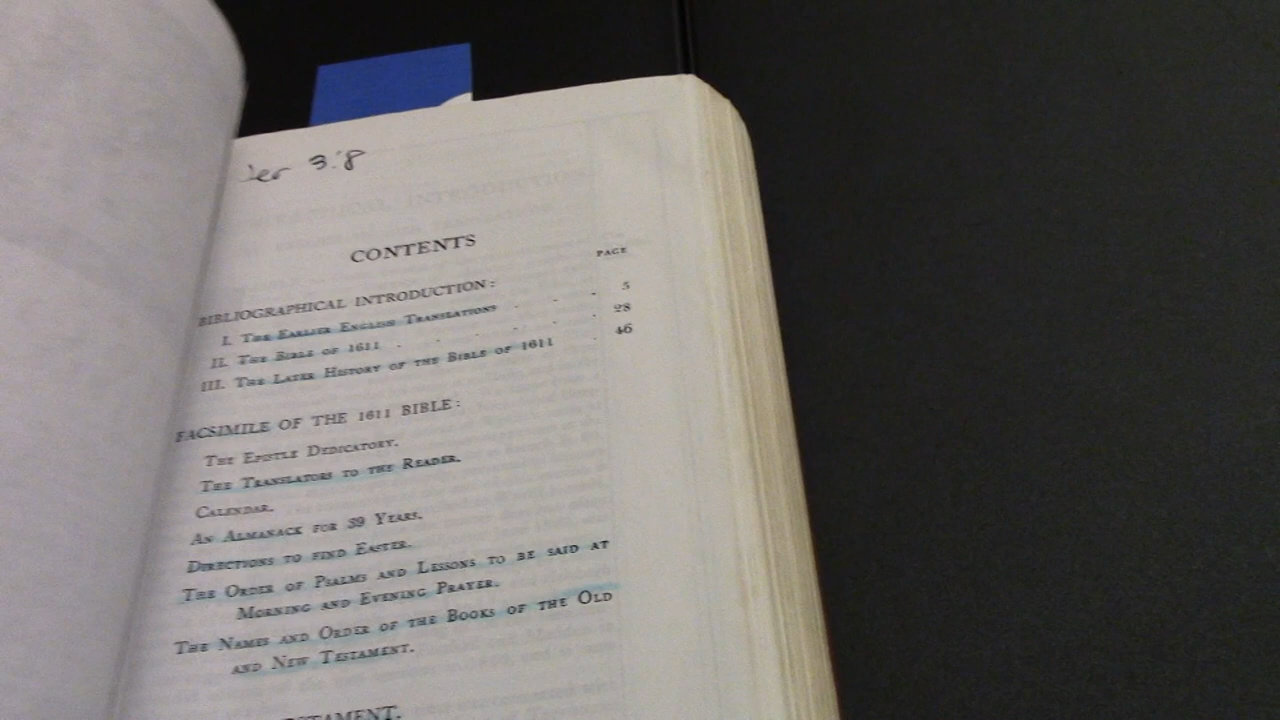 Jer 3:8
CONTENTS
PAGE
BIBLIOGRAPHICAL INTRODUCTION:
I. The Earlier English Translations - - - 5
II. The Bible of 1611 - - - - - - 28
III. The Later History of the Bible of 1611 - 46
FACSIMILE OF THE 1611 BIBLE:
The Epistle Dedicatory.
The Translators to the Reader.
Calendar.
An Almanack for 39 Years.
Directions to find Easter.
The Order of Psalms and Lessons to be said at
Morning and Evening Prayer.
The Names and Order of the Books of the Old
and New Testament.